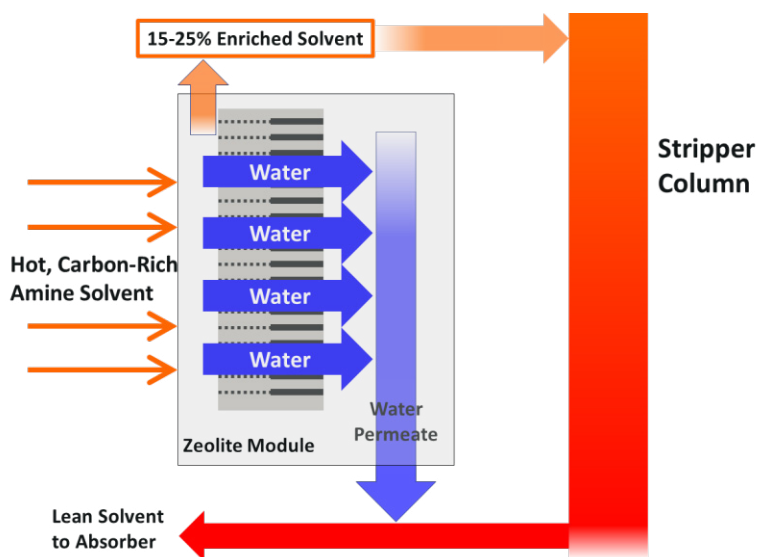 15-25% Enriched Solvent
Stripper
Column
Water
Water
Hot, Carbon-Rich
Amine Solvent
Water
Water
Water
Permeate
Zeolite Module
Lean Solvent
to Absorber